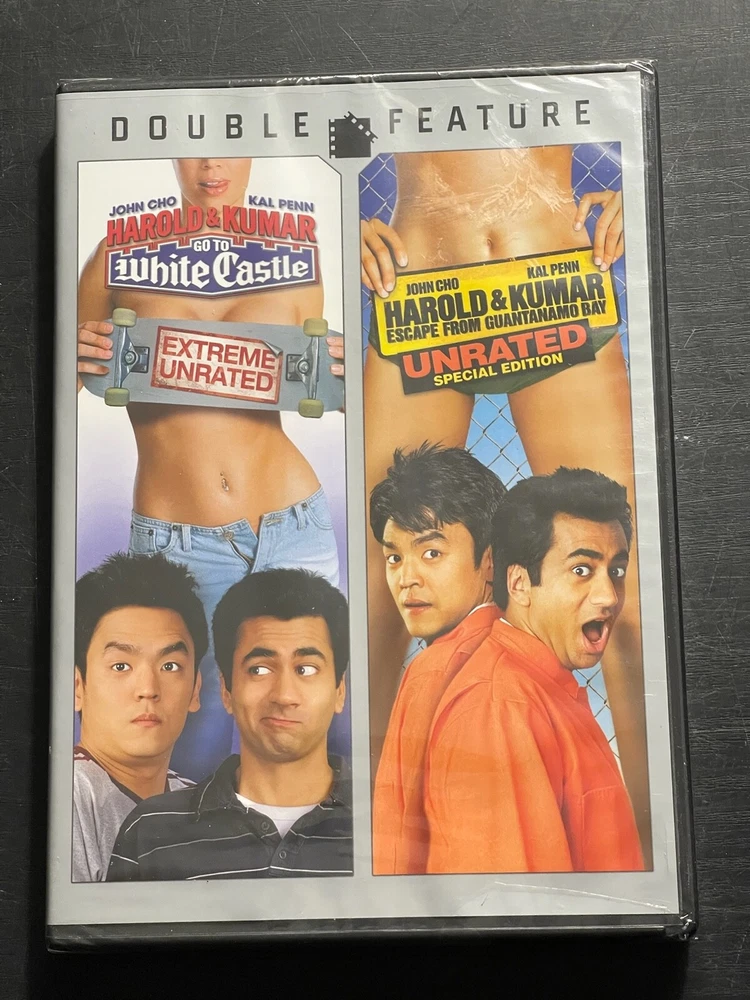 DOUBLE FEATURE
JOHN CHO KAL PENN
HAROLD & KUMAR
GO TO
White Castle
EXTREME
UNRATED
JOHN CHO KAL PENN
HAROLD & KUMAR
ESCAPE FROM GUANTANAMO BAY
UNRATED
SPECIAL EDITION